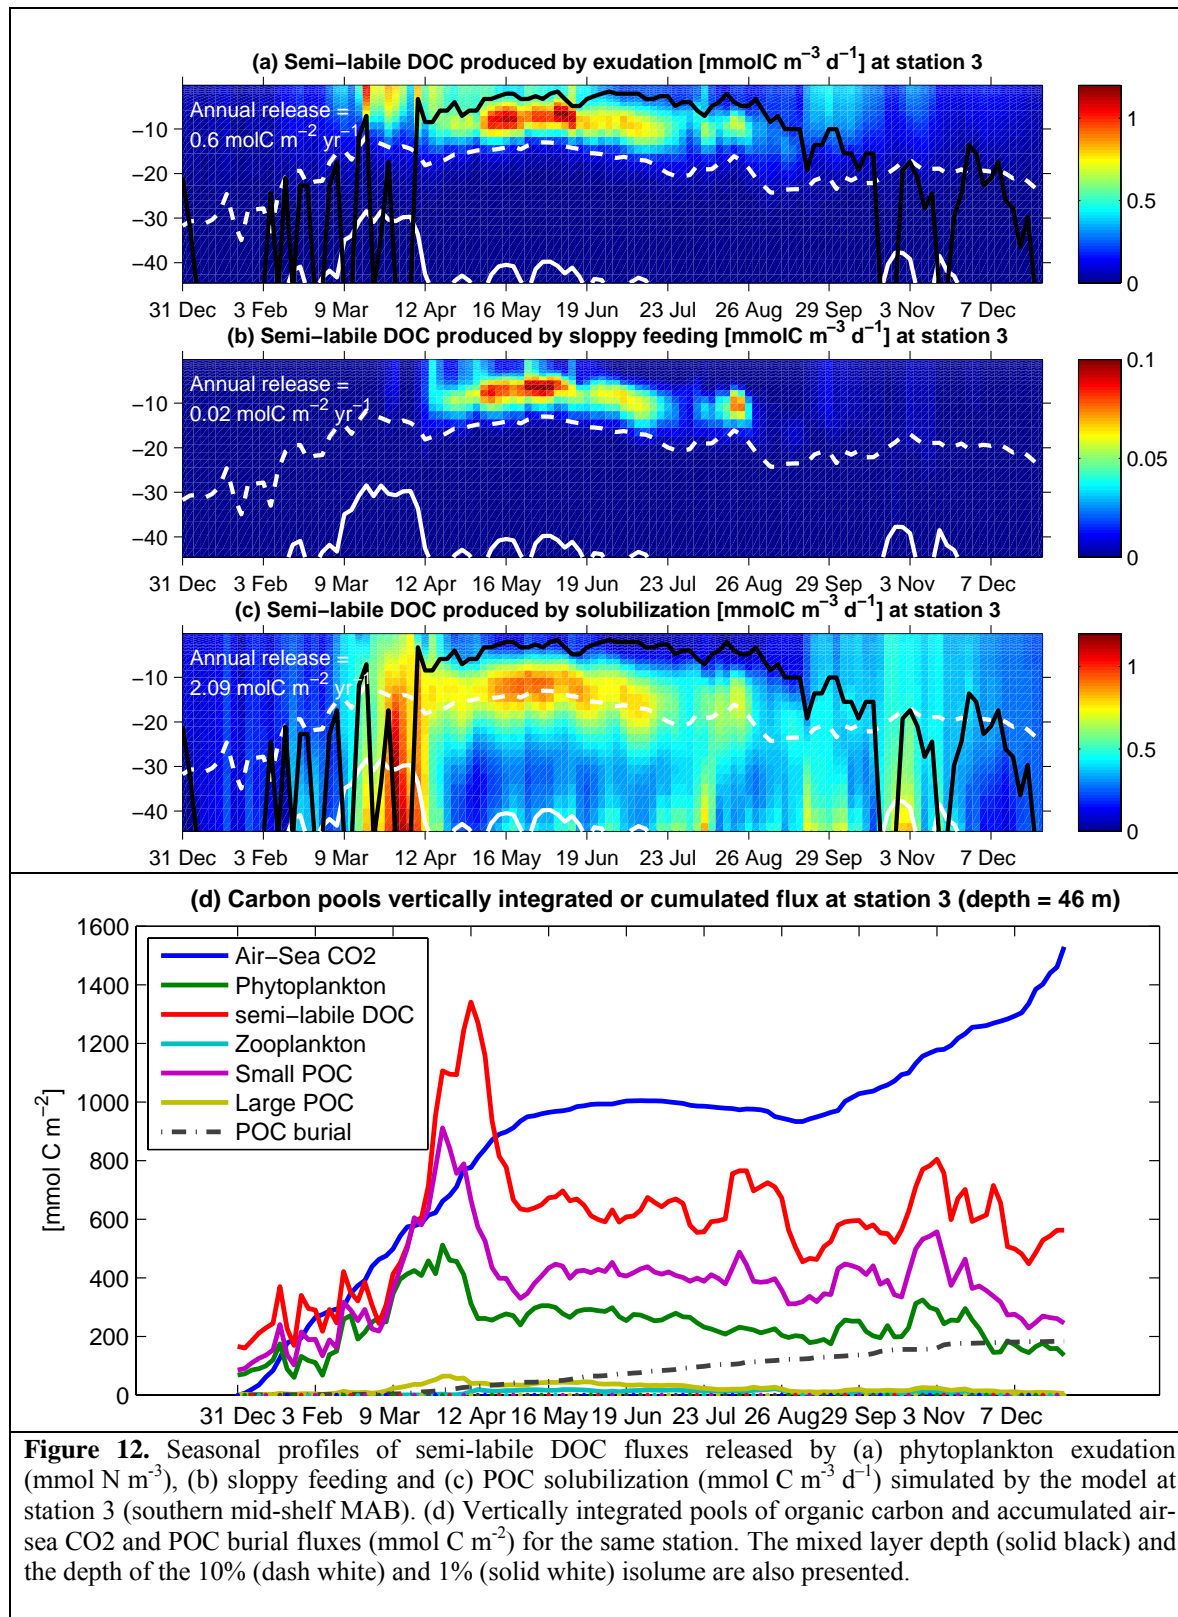 (a) Semi−labile DOC produced by exudation [mmolC m−3 d−1] at station 3
Annual release =
0.6 molC m−2 yr−1
−10
−20
−30
−40
31 Dec 3 Feb 9 Mar 12 Apr 16 May 19 Jun 23 Jul 26 Aug 29 Sep 3 Nov 7 Dec
1
0.5
0
(b) Semi−labile DOC produced by sloppy feeding [mmolC m−3 d−1] at station 3
Annual release =
0.02 molC m−2 yr−1
−10
−20
−30
−40
31 Dec 3 Feb 9 Mar 12 Apr 16 May 19 Jun 23 Jul 26 Aug 29 Sep 3 Nov 7 Dec
0.1
0.05
0
(c) Semi−labile DOC produced by solubilization [mmolC m−3 d−1] at station 3
Annual release =
2.09 molC m−2 yr−1
−10
−20
−30
−40
31 Dec 3 Feb 9 Mar 12 Apr 16 May 19 Jun 23 Jul 26 Aug 29 Sep 3 Nov 7 Dec
1
0.5
0
(d) Carbon pools vertically integrated or cumulated flux at station 3 (depth = 46 m)
1600
1400
1200
1000
800
600
400
200
0
[mmol C m−2]
Air−Sea CO2
Phytoplankton
semi−labile DOC
Zooplankton
Small POC
Large POC
POC burial
31 Dec 3 Feb 9 Mar 12 Apr 16 May 19 Jun 23 Jul 26 Aug 29 Sep 3 Nov 7 Dec
Figure 12. Seasonal profiles of semi-labile DOC fluxes released by (a) phytoplankton exudation
(mmol N m-3), (b) sloppy feeding and (c) POC solubilization (mmol C m-3 d−1) simulated by the model at
station 3 (southern mid-shelf MAB). (d) Vertically integrated pools of organic carbon and accumulated air-
sea CO2 and POC burial fluxes (mmol C m-2) for the same station. The mixed layer depth (solid black) and
the depth of the 10% (dash white) and 1% (solid white) isolume are also presented.